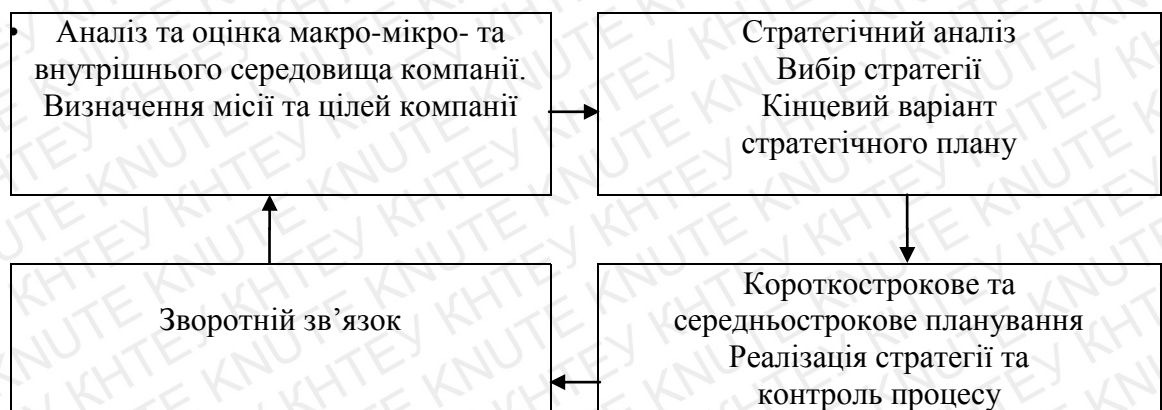 • Аналіз та оцінка макро-мікро- та
внутрішнього середовища компанії.
Визначення місії та цілей компанії
Стратегічний аналіз
Вибір стратегії
Кінцевий варіант
стратегічного плану
Зворотній зв’язок
Короткострокове та
середньострокове планування
Реалізація стратегії та
контроль процесу